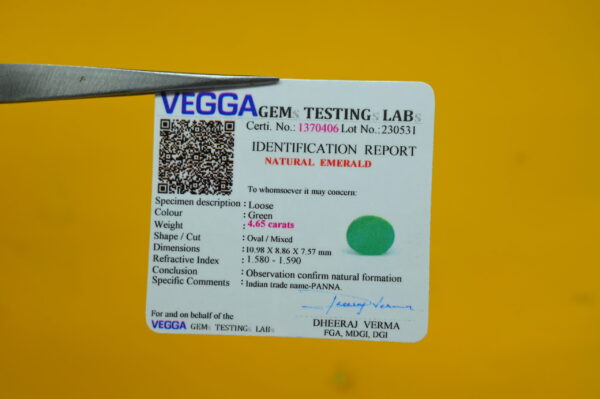 VEGGA GEMs TESTINGs LABs
Certi. No.: 1370406 Lot No.:230531
IDENTIFICATION REPORT
NATURAL EMERALD
To whomsoever it may concern:
Specimen description : Loose
Colour : Green
Weight : 4.65 carats
Shape / Cut : Oval / Mixed
Dimensions : 10.98 X 8.86 X 7.57 mm
Refractive Index : 1.580 - 1.590
Conclusion : Observation confirm natural formation
Specific Comments : Indian trade name-PANNA.
For and on behalf of the
VEGGA GEMs TESTINGs LABs
DHEERAJ VERMA
FGA, MDGI, DGI